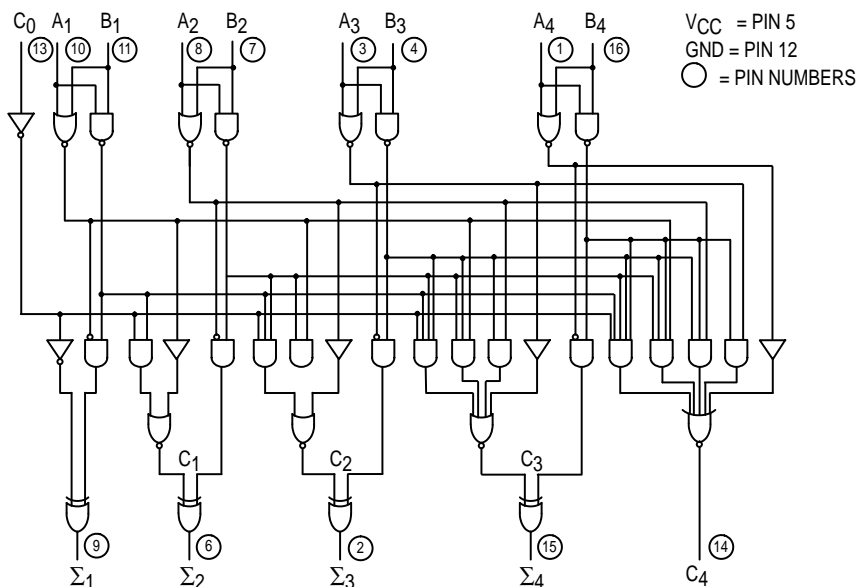 C0 A1 B1 A2 B2 A3 B3 A4 B4
13 10 11 8 7 3 4 1 16
VCC = PIN 5
GND = PIN 12
= PIN NUMBERS
C1 C2 C3
9 6 2 15 14
Σ1 Σ2 Σ3 Σ4 C4